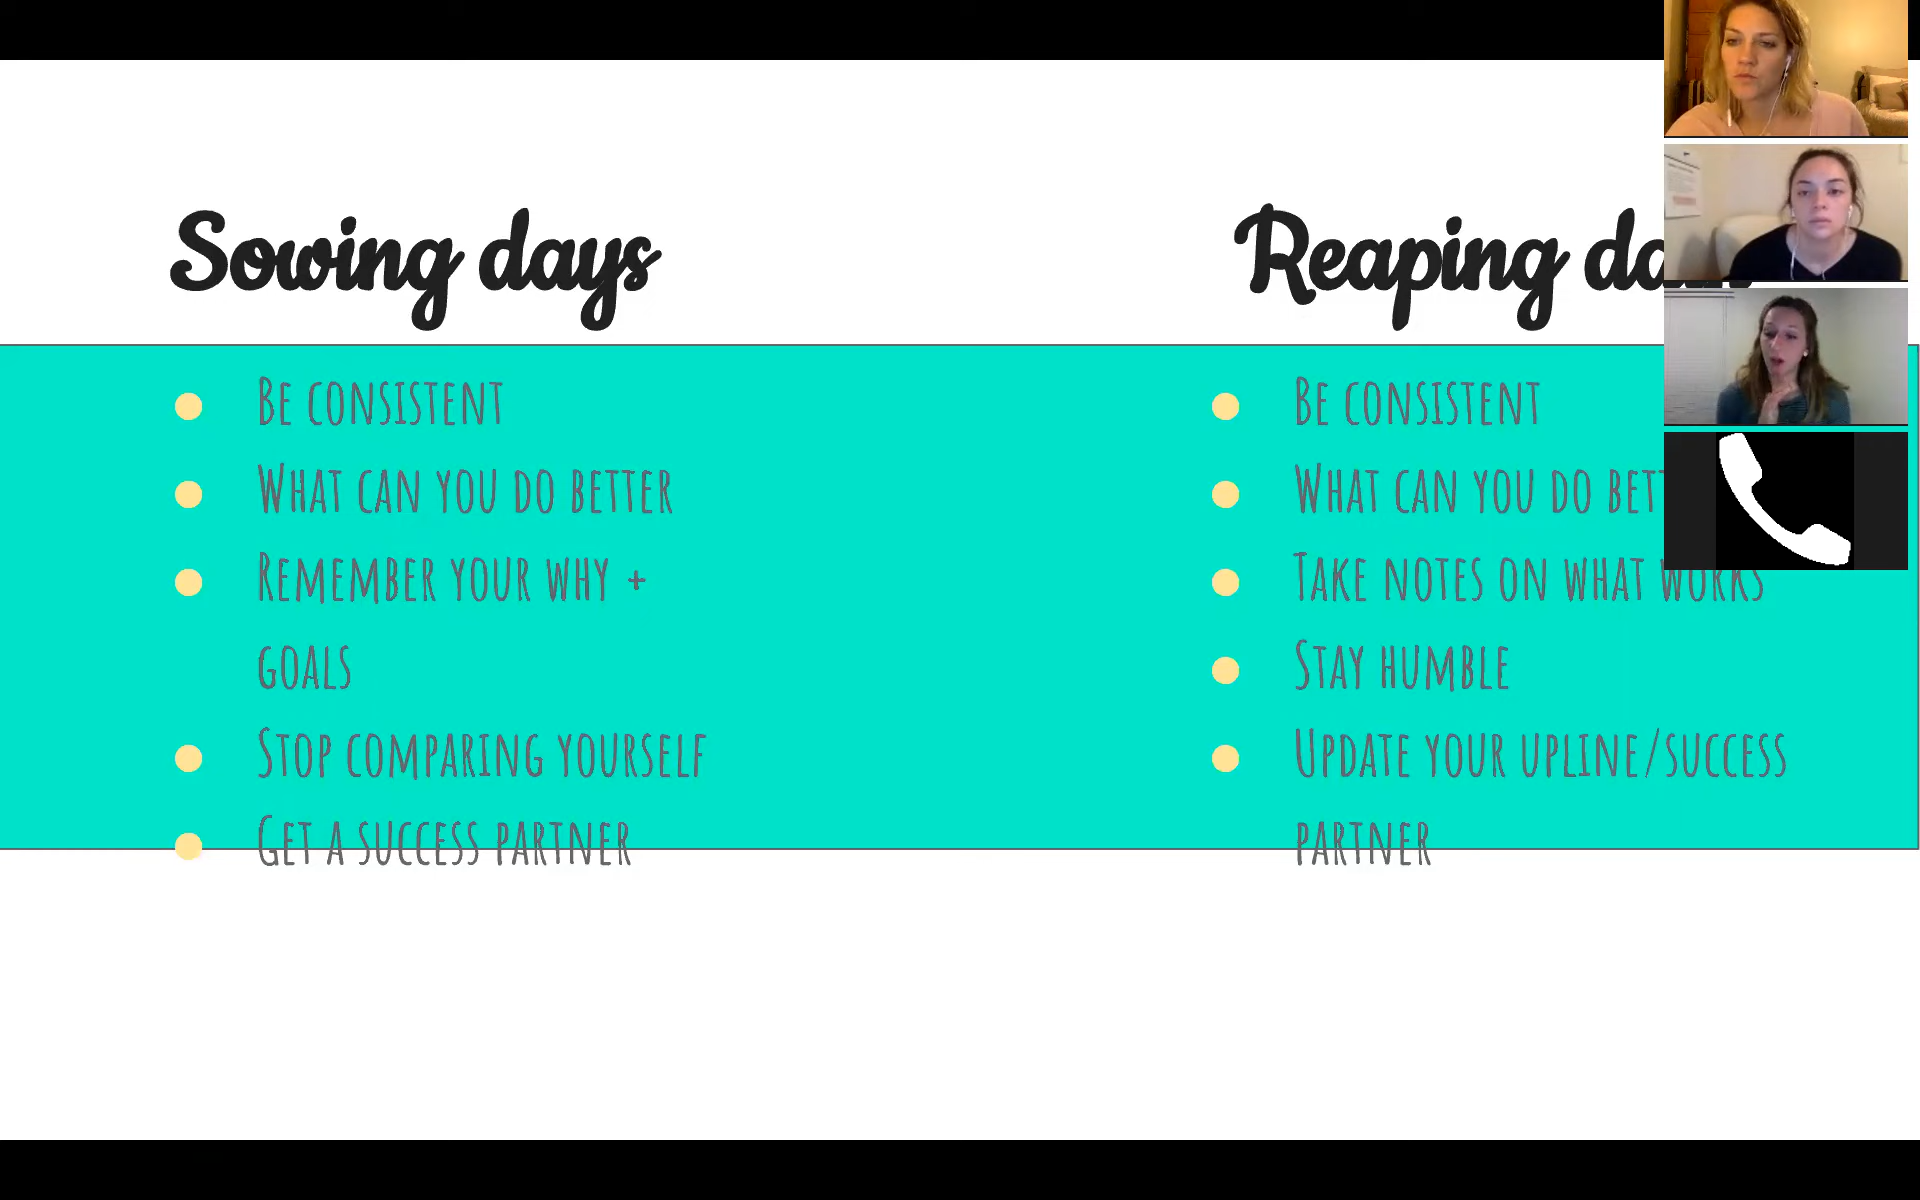 Sowing days
Be consistent
What can you do better
Remember your why +
goals
Stop comparing yourself
Get a success partner
Reaping
Be consistent
What can you do
Take notes on what works
Stay humble
Update your upline/success
partner